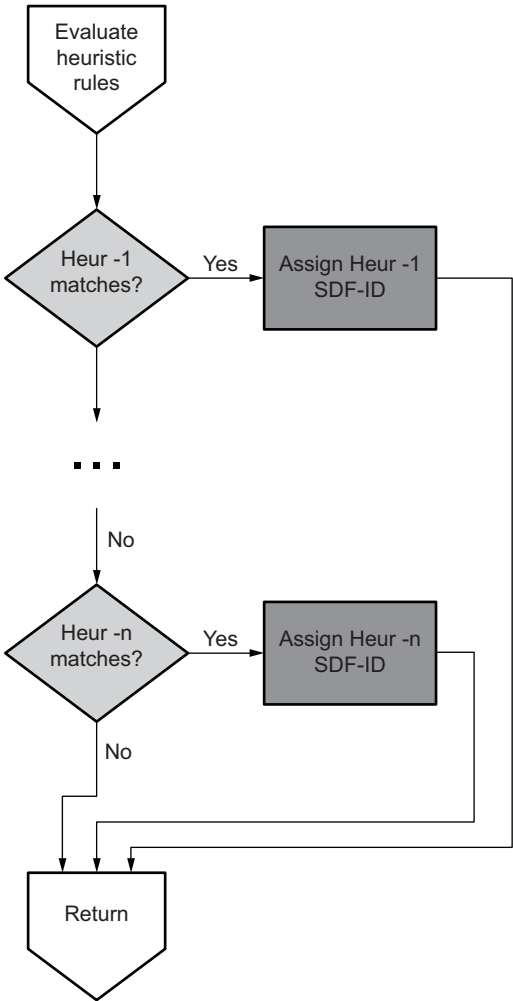 Evaluate
heuristic
rules
Heur -1
matches?
Yes
Assign Heur -1
SDF-ID
...
No
Heur -n
matches?
Yes
Assign Heur -n
SDF-ID
No
Return